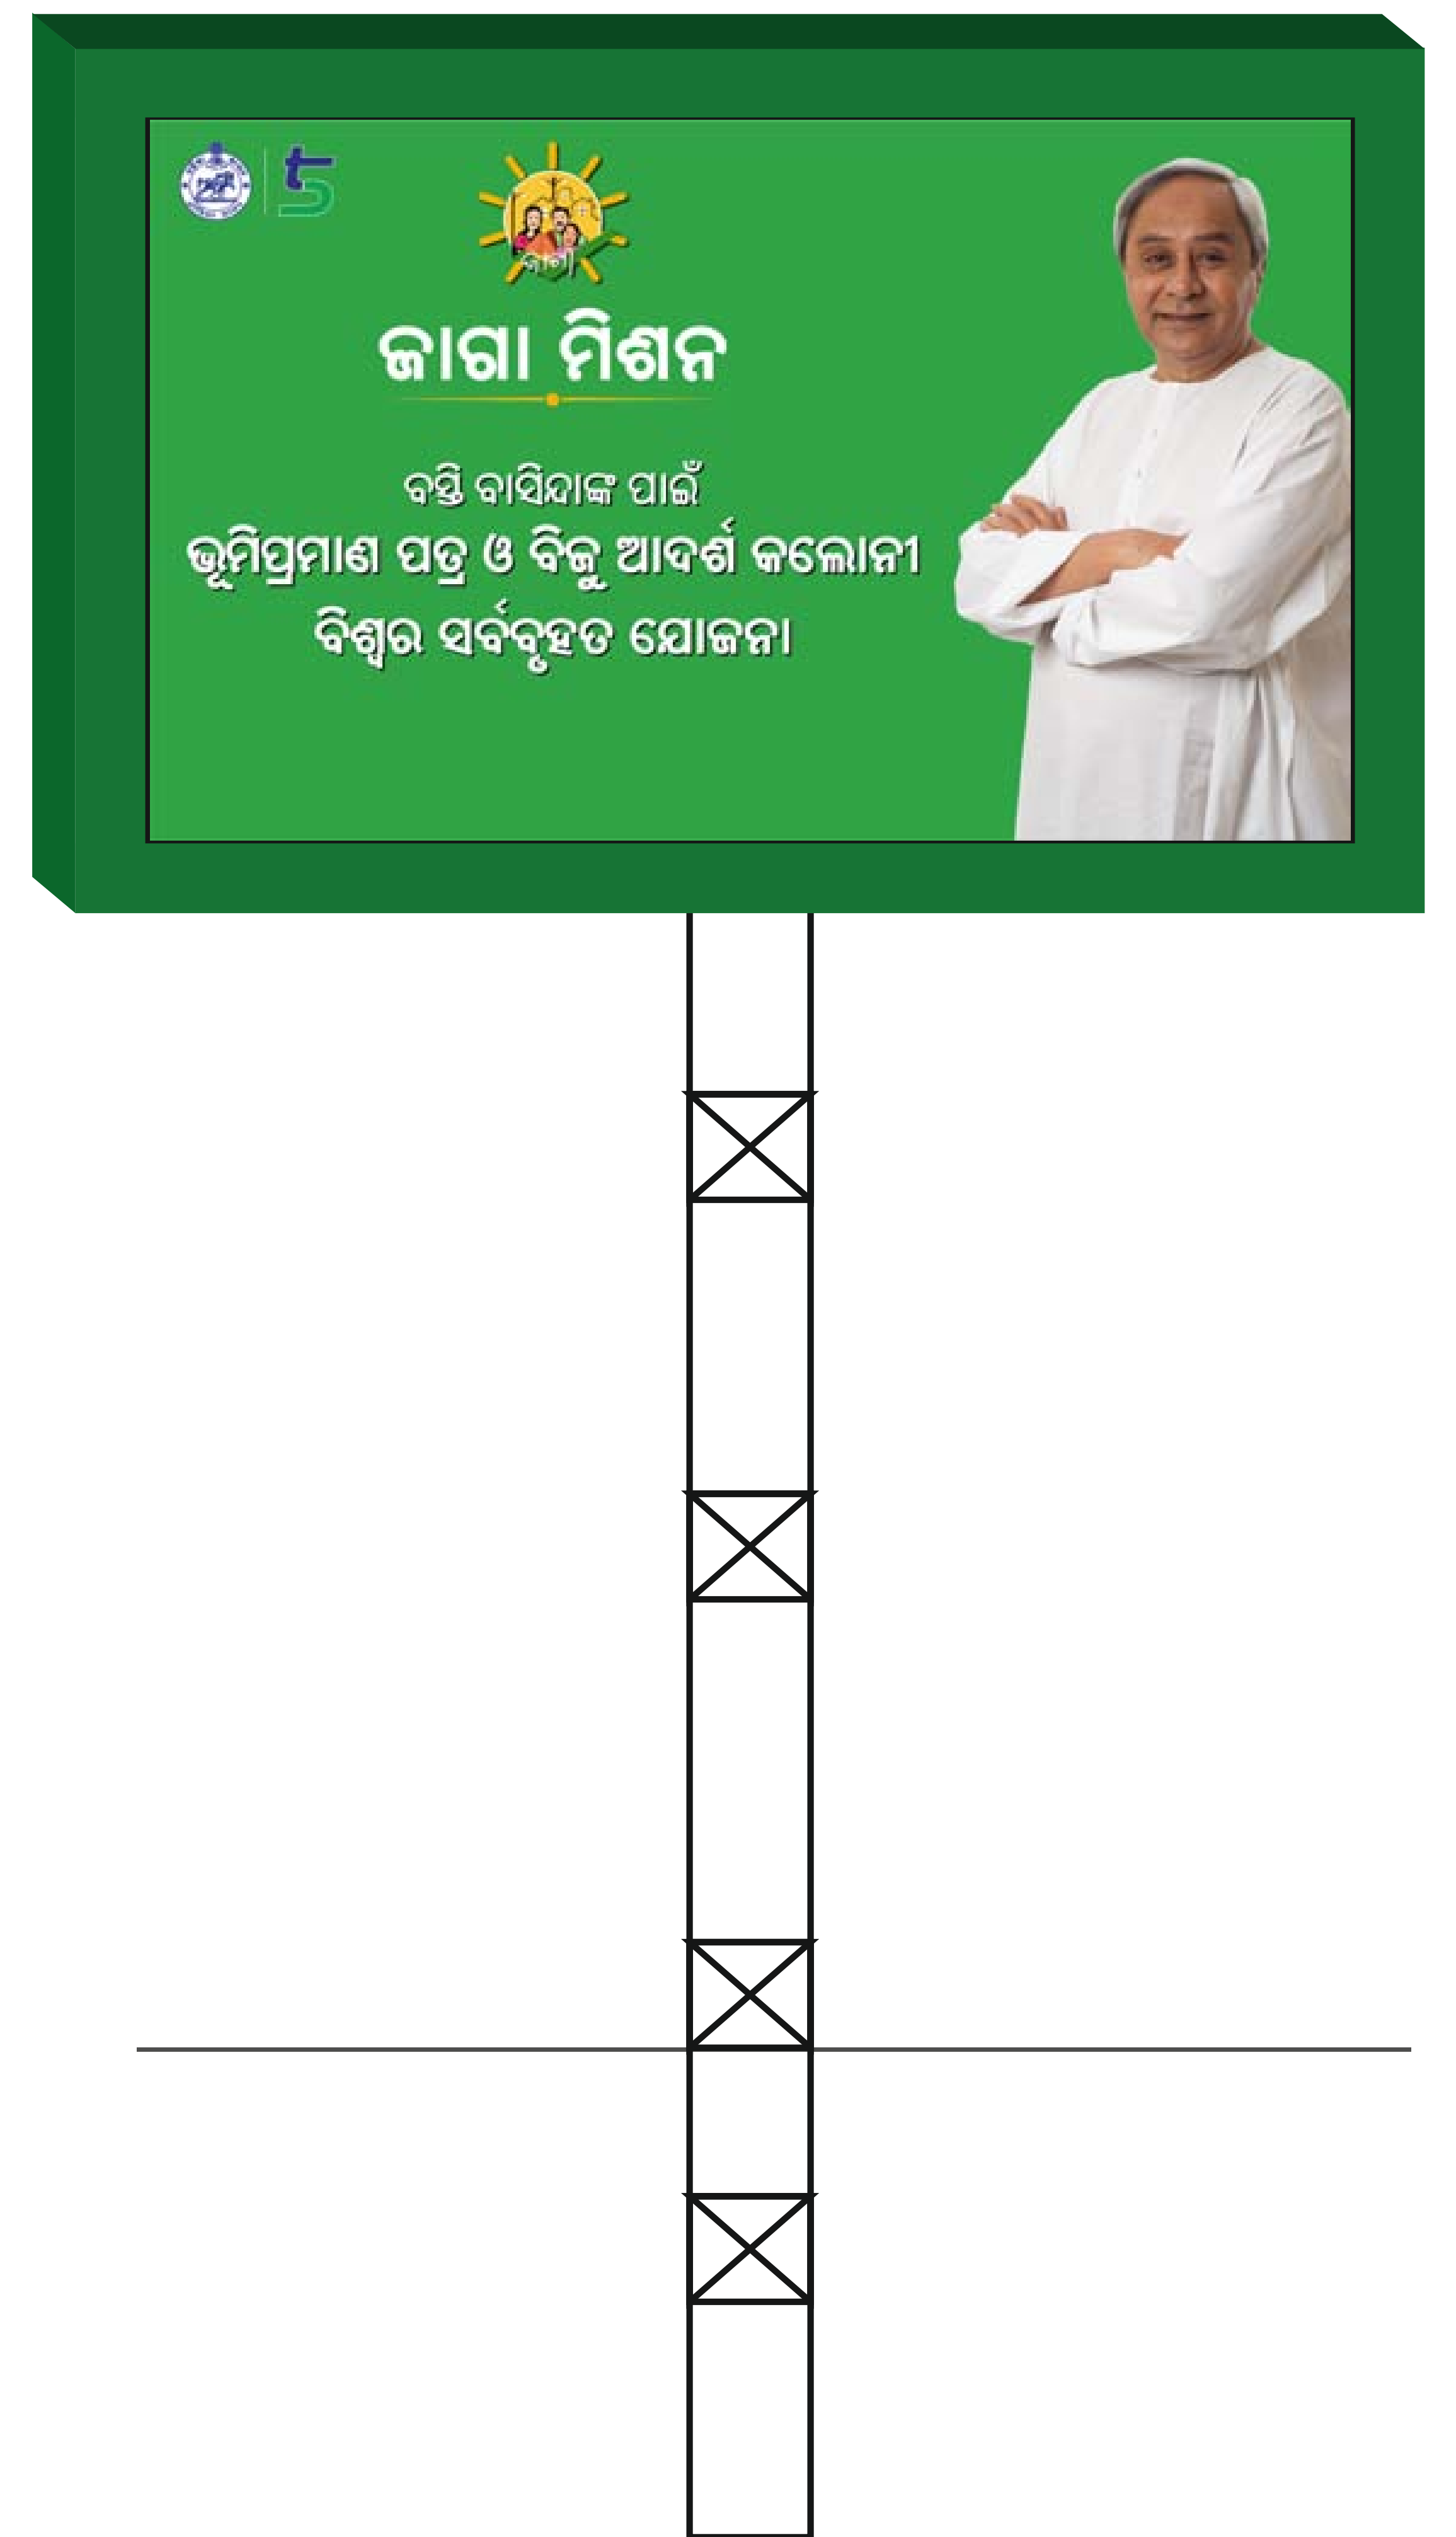 ଜାଗା
ଜାଗା ମିଶନ
ବସ୍ତି ବାସିନ୍ଦାଙ୍କ ପାଇଁ
ଭୂମିପ୍ରମାଣ ପତ୍ର ଓ ବିଜୁ ଆଦର୍ଶ କଲୋନୀ
ବିଶ୍ୱର ସର୍ବବୃହତ ଯୋଜନା